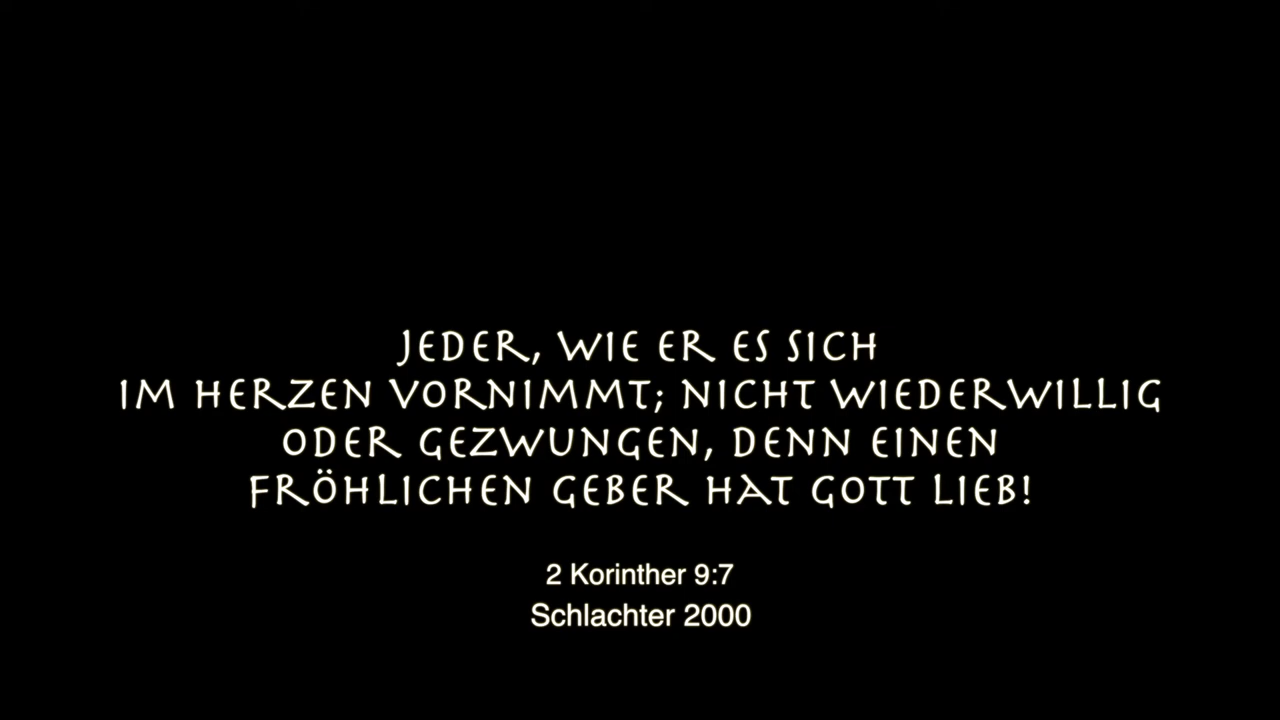 JEDER, WIE ER ES SICH
IM HERZEN VORNIMMT; NICHT WIEDERWILLIG
ODER GEZWUNGEN, DENN EINEN
FRÖHLICHEN GEBER HAT GOTT LIEB!
2 Korinther 9:7
Schlachter 2000